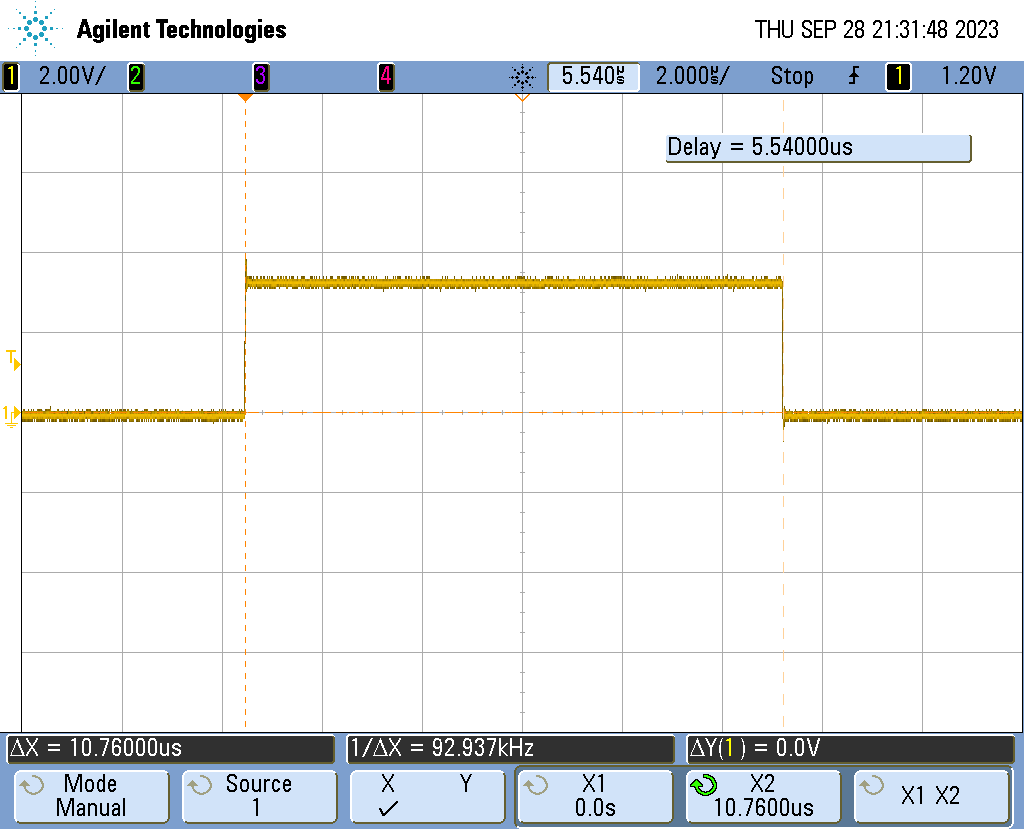 Agilent Technologies
THU SEP 28 21:31:48 2023
1 2.00V/ 2 3 4 5.540µs 2.000µs/ Stop 1 1.20V
Delay = 5.54000us
T
1
ΔX = 10.76000us 1/ΔX = 92.937kHz ΔY(1) = 0.0V
Mode Source X Y X1 X2 X1 X2
Manual 1 0.0s 10.7600us